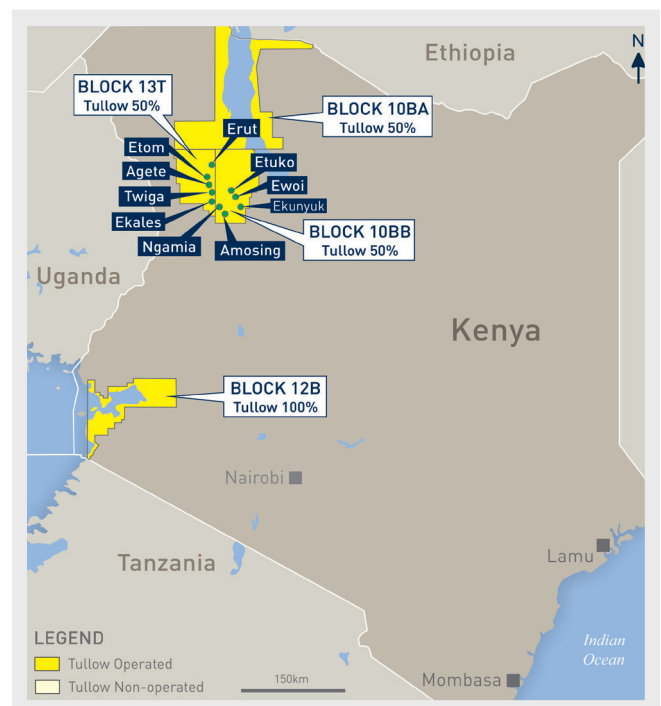 Ethiopia
N
BLOCK 13T
Tullow 50%
BLOCK 10BA
Tullow 50%
Erut
Etom
Etuko
Agete
Ewoi
Twiga
Ekunyuk
Ekales
BLOCK 10BB
Tullow 50%
Ngamia
Amosing
Uganda
Kenya
BLOCK 12B
Tullow 100%
Nairobi
Lamu
Tanzania
LEGEND
Tullow Operated
Tullow Non-operated
150km
Indian
Ocean
Mombasa